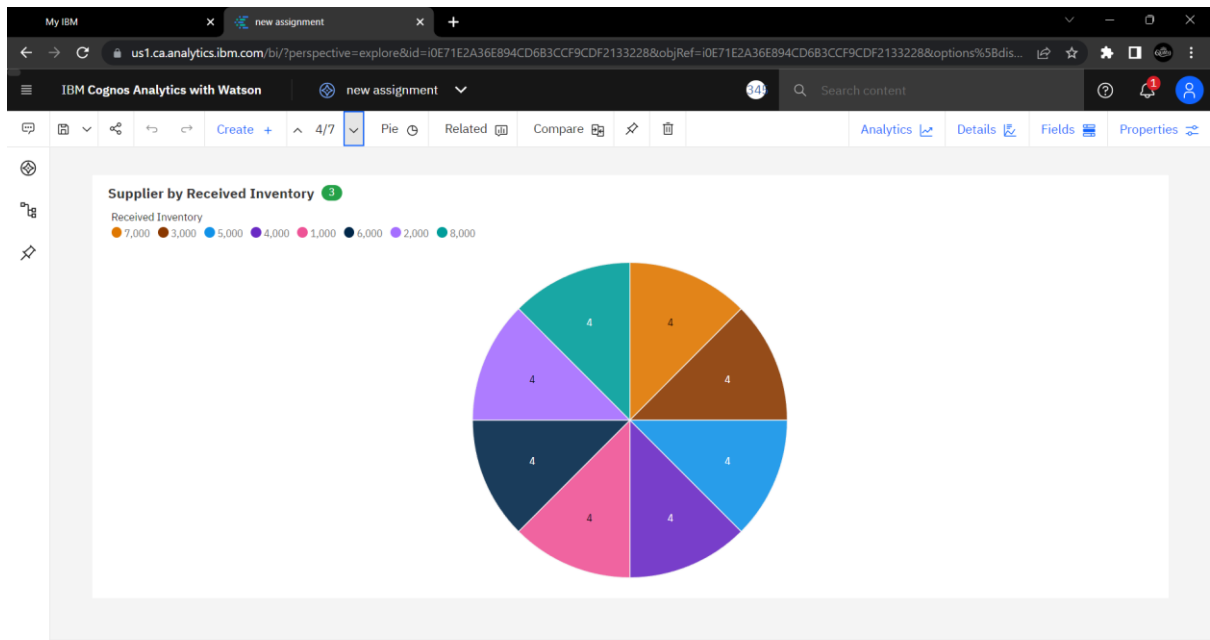 My IBM
new assignment
us1.ca.analytics.ibm.com/bi/?perspective=explore&id=i0E71E2A36E894CD6B3CCF9CDF2133228&objRef=i0E71E2A36E894CD6B3CCF9CDF2133228&options%5Bdis...
IBM Cognos Analytics with Watson new assignment 345 Search content 1
Create + 4/7 Pie Related Compare Analytics Details Fields Properties
Supplier by Received Inventory 3
Received Inventory
7,000 3,000 5,000 4,000 1,000 6,000 2,000 8,000
4 4
4 4
4 4
4 4